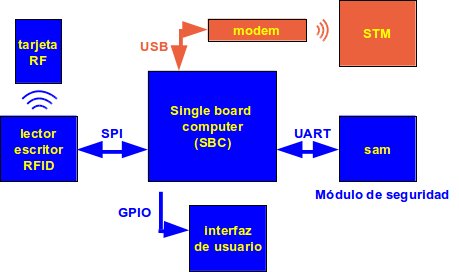 tarjeta
RF
modem
STM
USB
Single board
computer
(SBC)
lector
escritor
RFID
SPI
UART
sam
Módulo de seguridad
GPIO
interfaz
de usuario